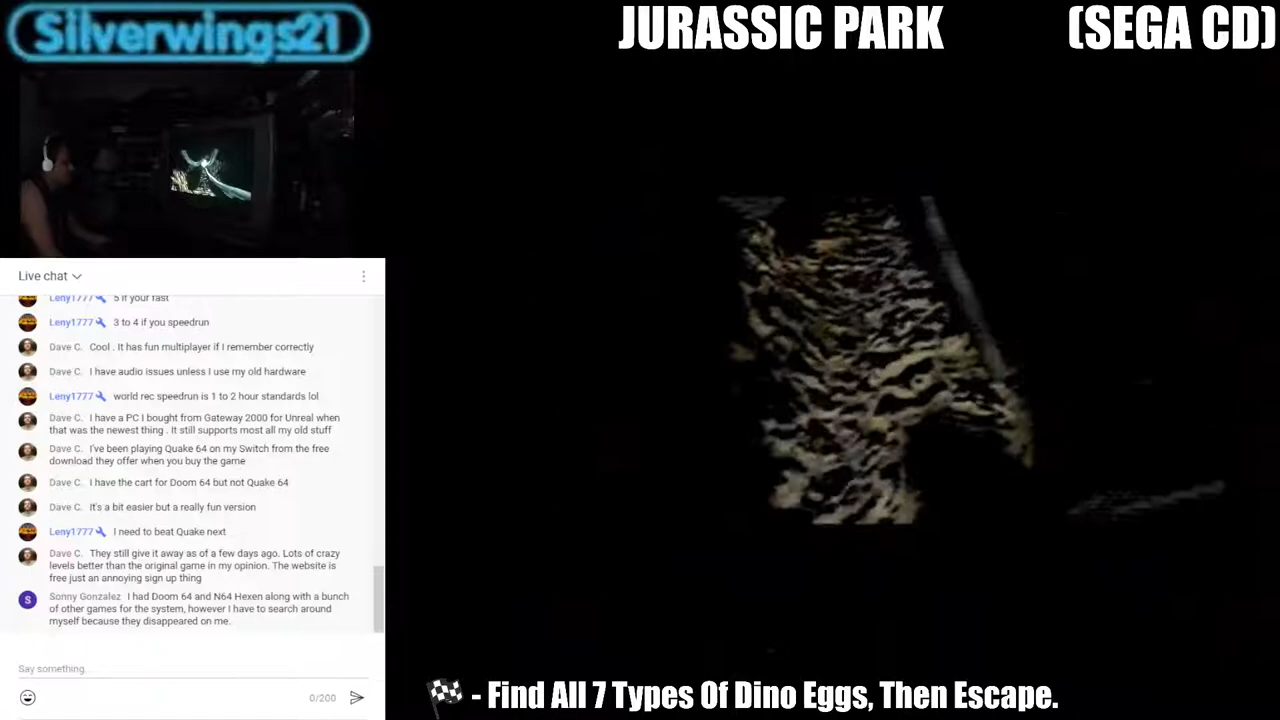 Silverwings21
JURASSIC PARK (SEGA CD)
Live chat
Leny1777 5 if your fast
Leny1777 3 to 4 if you speedrun
Dave C. Cool . It has fun multiplayer if I remember correctly
Dave C. I have audio issues unless I use my old hardware
Leny1777 world rec speedrun is 1 to 2 hour standards lol
Dave C. I have a PC I bought from Gateway 2000 for Unreal when
that was the newest thing . It still supports most all my old stuff
Dave C. I've been playing Quake 64 on my Switch from the free
download they offer when you buy the game
Dave C. I have the cart for Doom 64 but not Quake 64
Dave C. It's a bit easier but a really fun version
Leny1777 I need to beat Quake next
Dave C. They still give it away as of a few days ago. Lots of crazy
levels better than the original game in my opinion. The website is
free just an annoying sign up thing
S
Sonny Gonzalez I had Doom 64 and N64 Hexen along with a bunch
of other games for the system, however I have to search around
myself because they disappeared on me.
Say something...
0/200
- Find All 7 Types Of Dino Eggs, Then Escape.